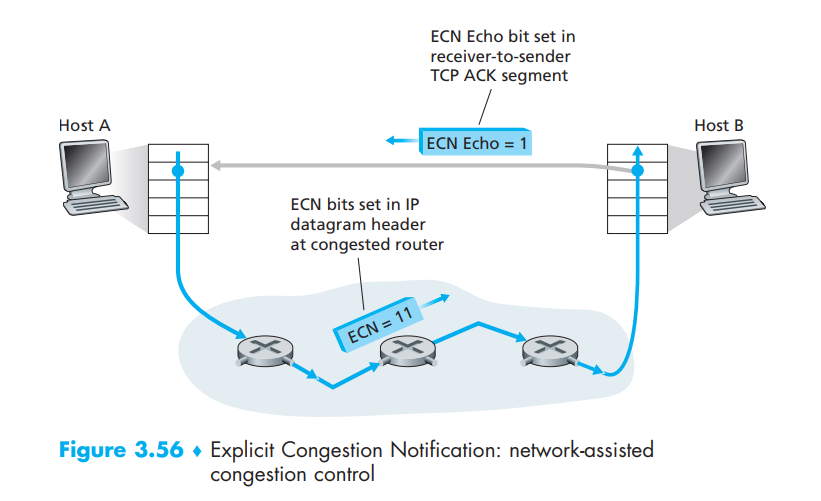 ECN Echo bit set in
receiver-to-sender
TCP ACK segment
Host A
Host B
ECN Echo = 1
ECN bits set in IP
datagram header
at congested router
ECN = 11
Figure 3.56 ♦ Explicit Congestion Notification: network-assisted
congestion control